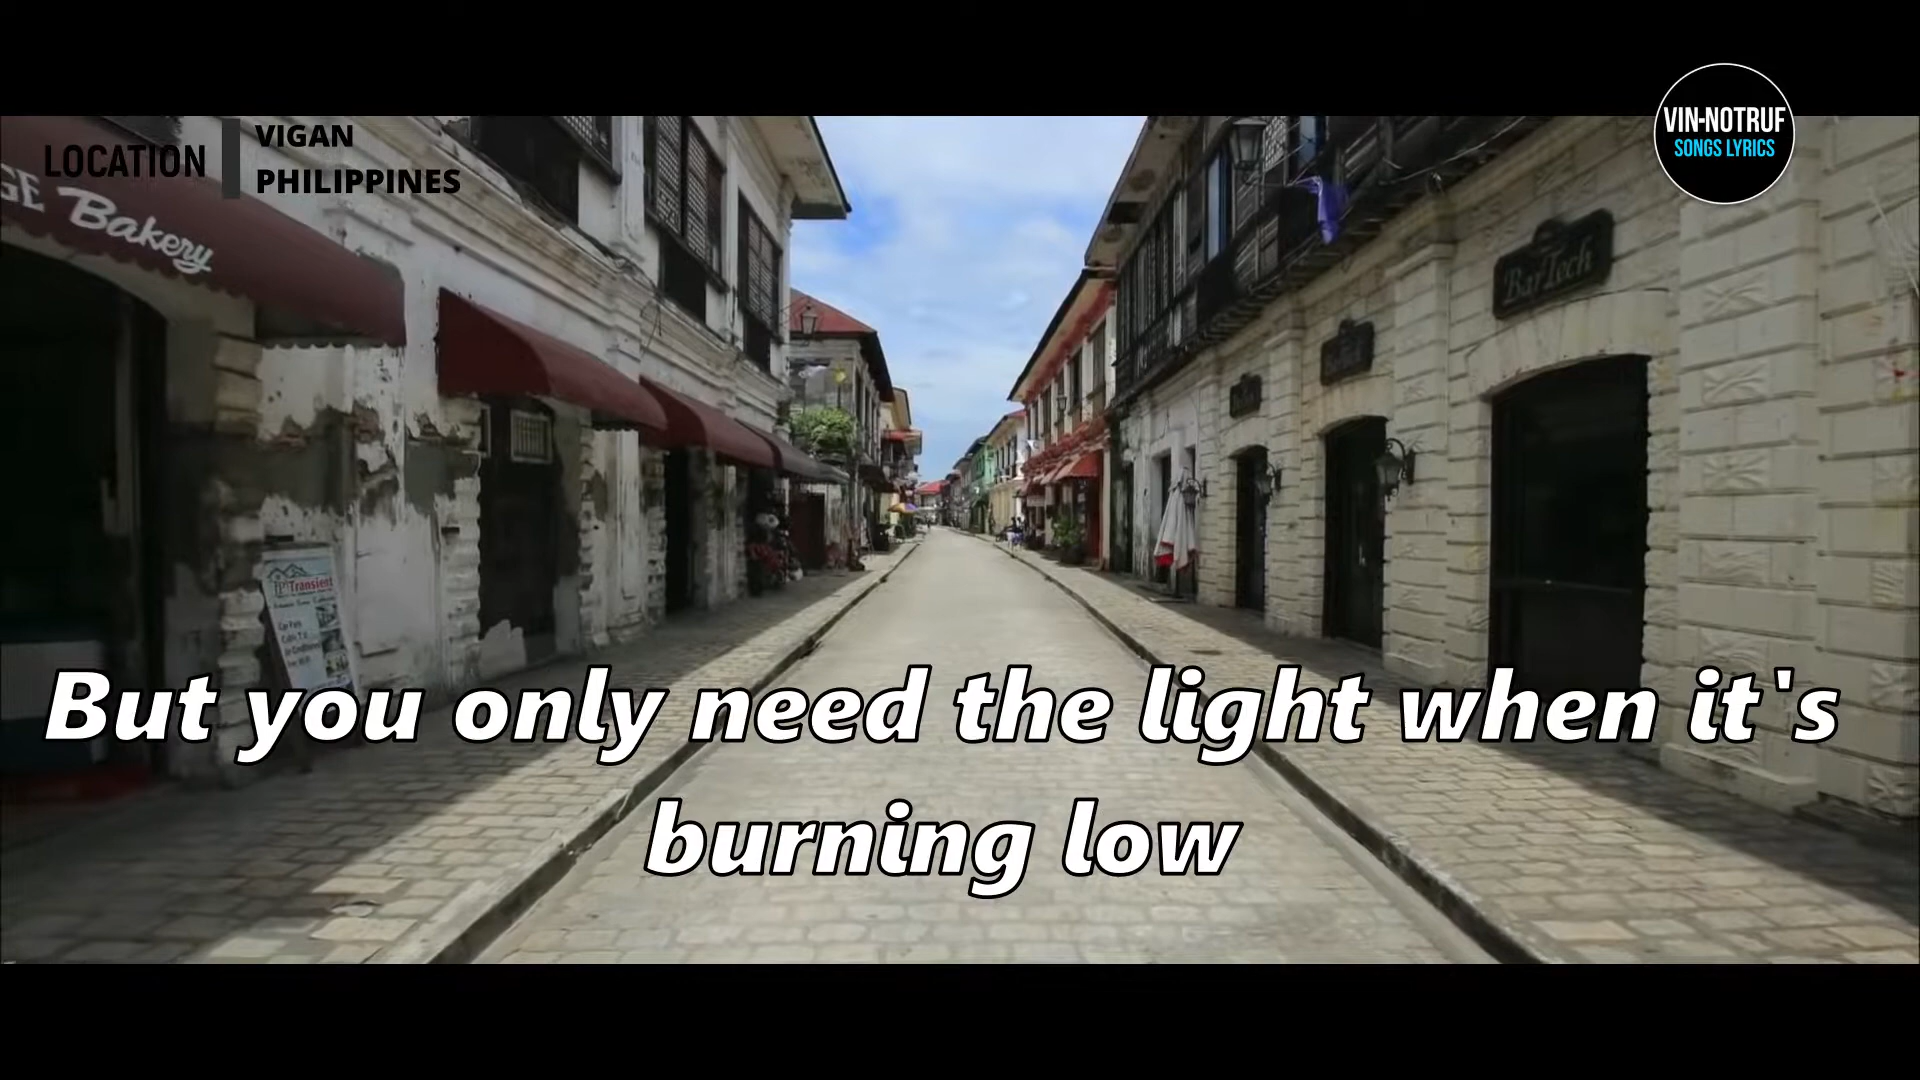 LOCATION
VIGAN
PHILIPPINES
VIN-NOTRUF
SONGS LYRICS
GE Bakery
BarTech
Transient
But you only need the light when it's
burning low